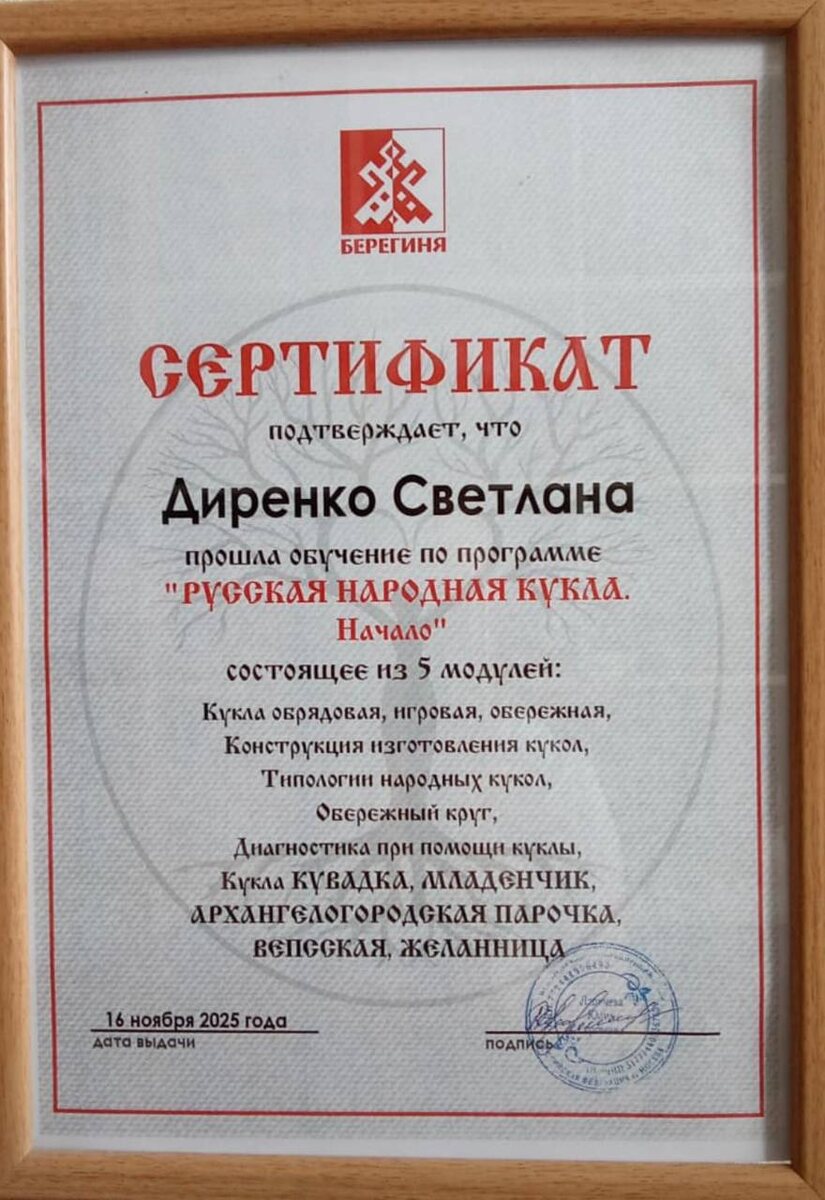 БЕРЕГИНЯ
СЕРТИФИКАТ
подтверждает, что
Диренко Светлана
прошла обучение по программе
"РУССКАЯ НАРОДНАЯ КУКЛА.
Начало"
состоящее из 5 модулей:
Кукла обрядовая, игровая, обережная,
Конструкция изготовления кукол,
Типологии народных кукол,
Обережный круг,
Диагностика при помощи куклы,
Кукла КУВАДКА, МЛАДЕНЧИК,
АРХАНГЕЛОГОРОДСКАЯ ПАРОЧКА,
ВЕПССКАЯ, ЖЕЛАННИЦА
16 ноября 2025 года
дата выдачи
подпись